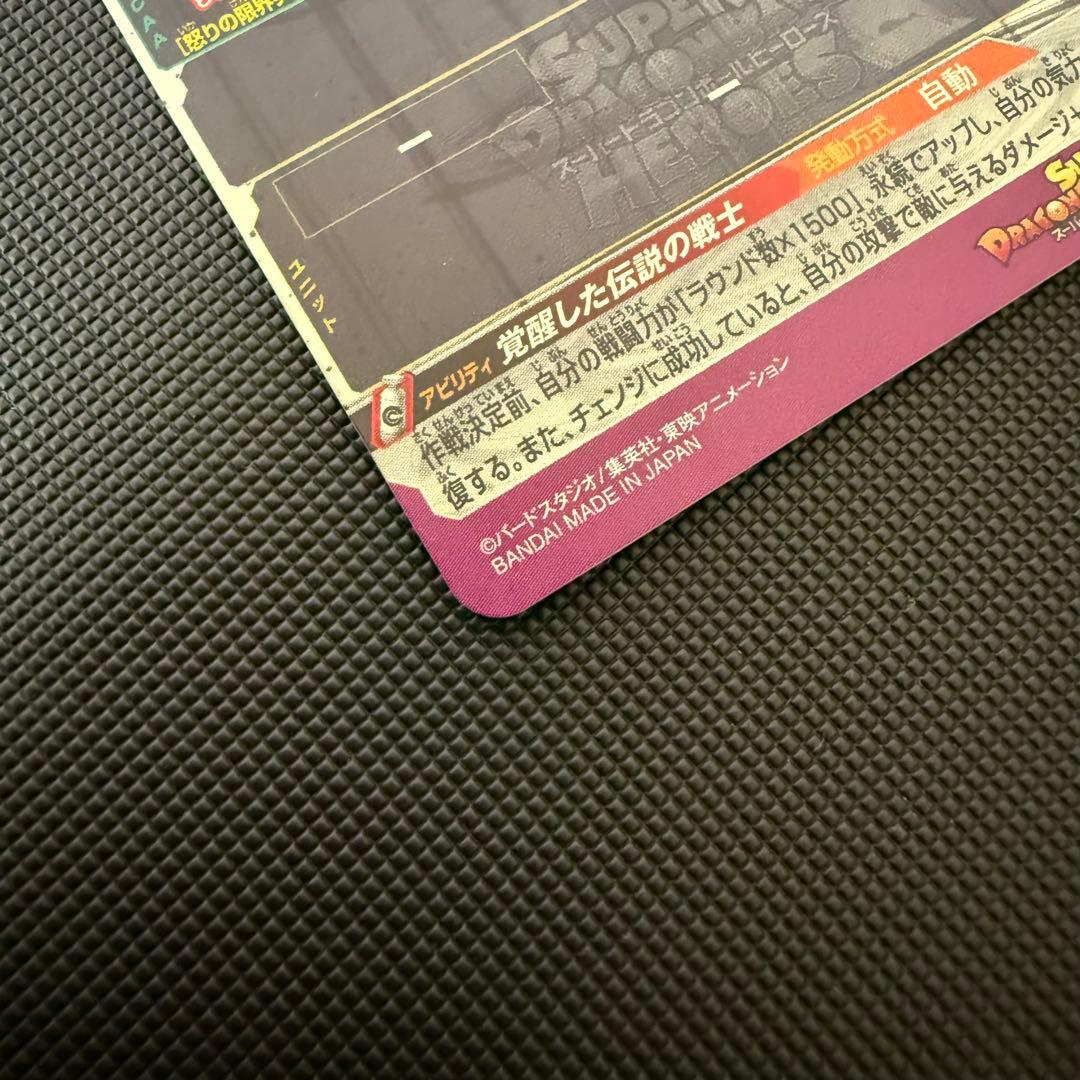 CAA
[怒りの限界
SUPER
DRAGON
スーパードラゴンボールヒーローズ
HEROES
ユニット
アビリティ 覚醒した伝説の戦士 発動方式 自動
作戦決定前、自分の戦闘力が「ラウンド数×1500」、永続でアップし、自分の気力
復する。また、チェンジに成功していると、自分の攻撃で敵に与えるダメージ+
DRAGON
©バードスタジオ/集英社・東映アニメーション
BANDAI MADE IN JAPAN